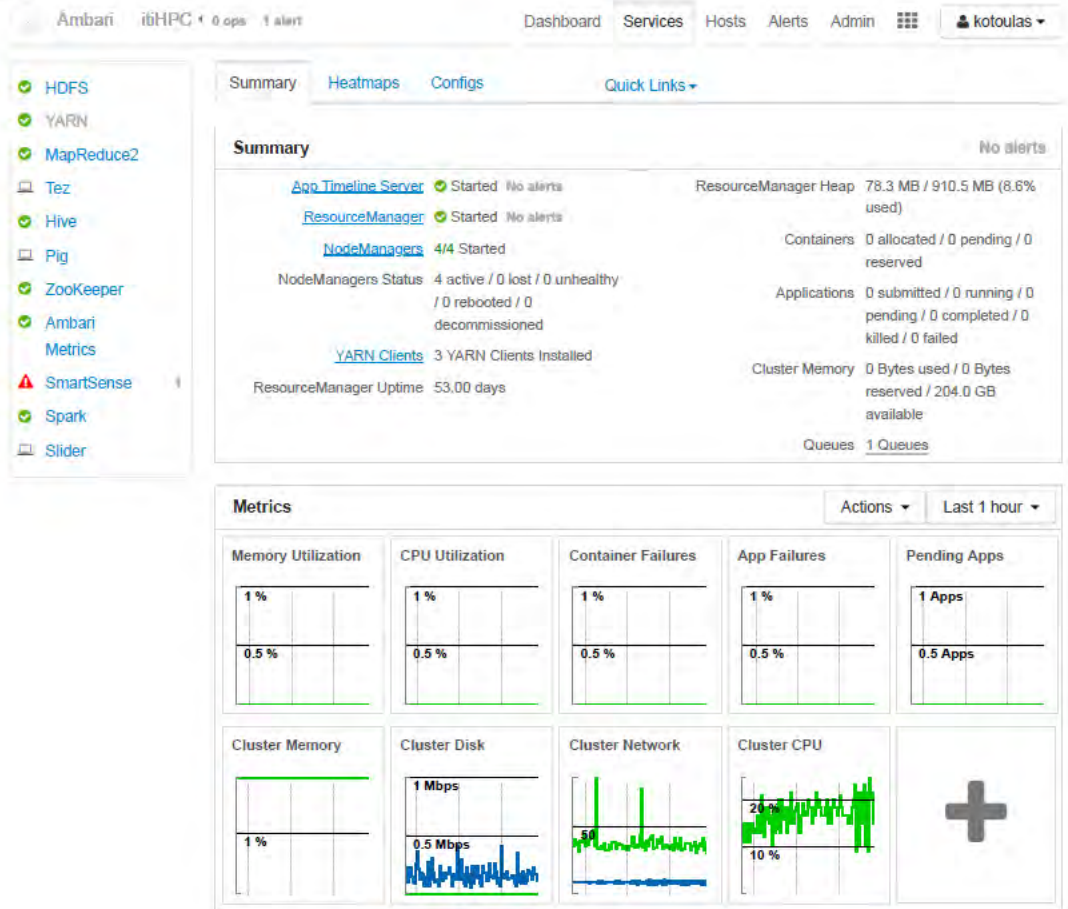 Ambari itiHPC 0 ops 1 alert
Dashboard Services Hosts Alerts Admin kotoulas
HDFS
YARN
MapReduce2
Tez
Hive
Pig
ZooKeeper
Ambari
Metrics
SmartSense 1
Spark
Slider
Summary Heatmaps Configs Quick Links
Summary No alerts
App Timeline Server Started No alerts
ResourceManager Started No alerts
NodeManagers 4/4 Started
NodeManagers Status 4 active / 0 lost / 0 unhealthy
/ 0 rebooted / 0
decommissioned
YARN Clients 3 YARN Clients Installed
ResourceManager Uptime 53.00 days
ResourceManager Heap 78.3 MB / 910.5 MB (8.6%
used)
Containers 0 allocated / 0 pending / 0
reserved
Applications 0 submitted / 0 running / 0
pending / 0 completed / 0
killed / 0 failed
Cluster Memory 0 Bytes used / 0 Bytes
reserved / 204.0 GB
available
Queues 1 Queues
Metrics Actions Last 1 hour
Memory Utilization CPU Utilization Container Failures App Failures Pending Apps
1 % 1 % 1 % 1 % 1 Apps
0.5 % 0.5 % 0.5 % 0.5 % 0.5 Apps
Cluster Memory Cluster Disk Cluster Network Cluster CPU
1 Mbps
20 %
50
1 % 0.5 Mbps
10 %